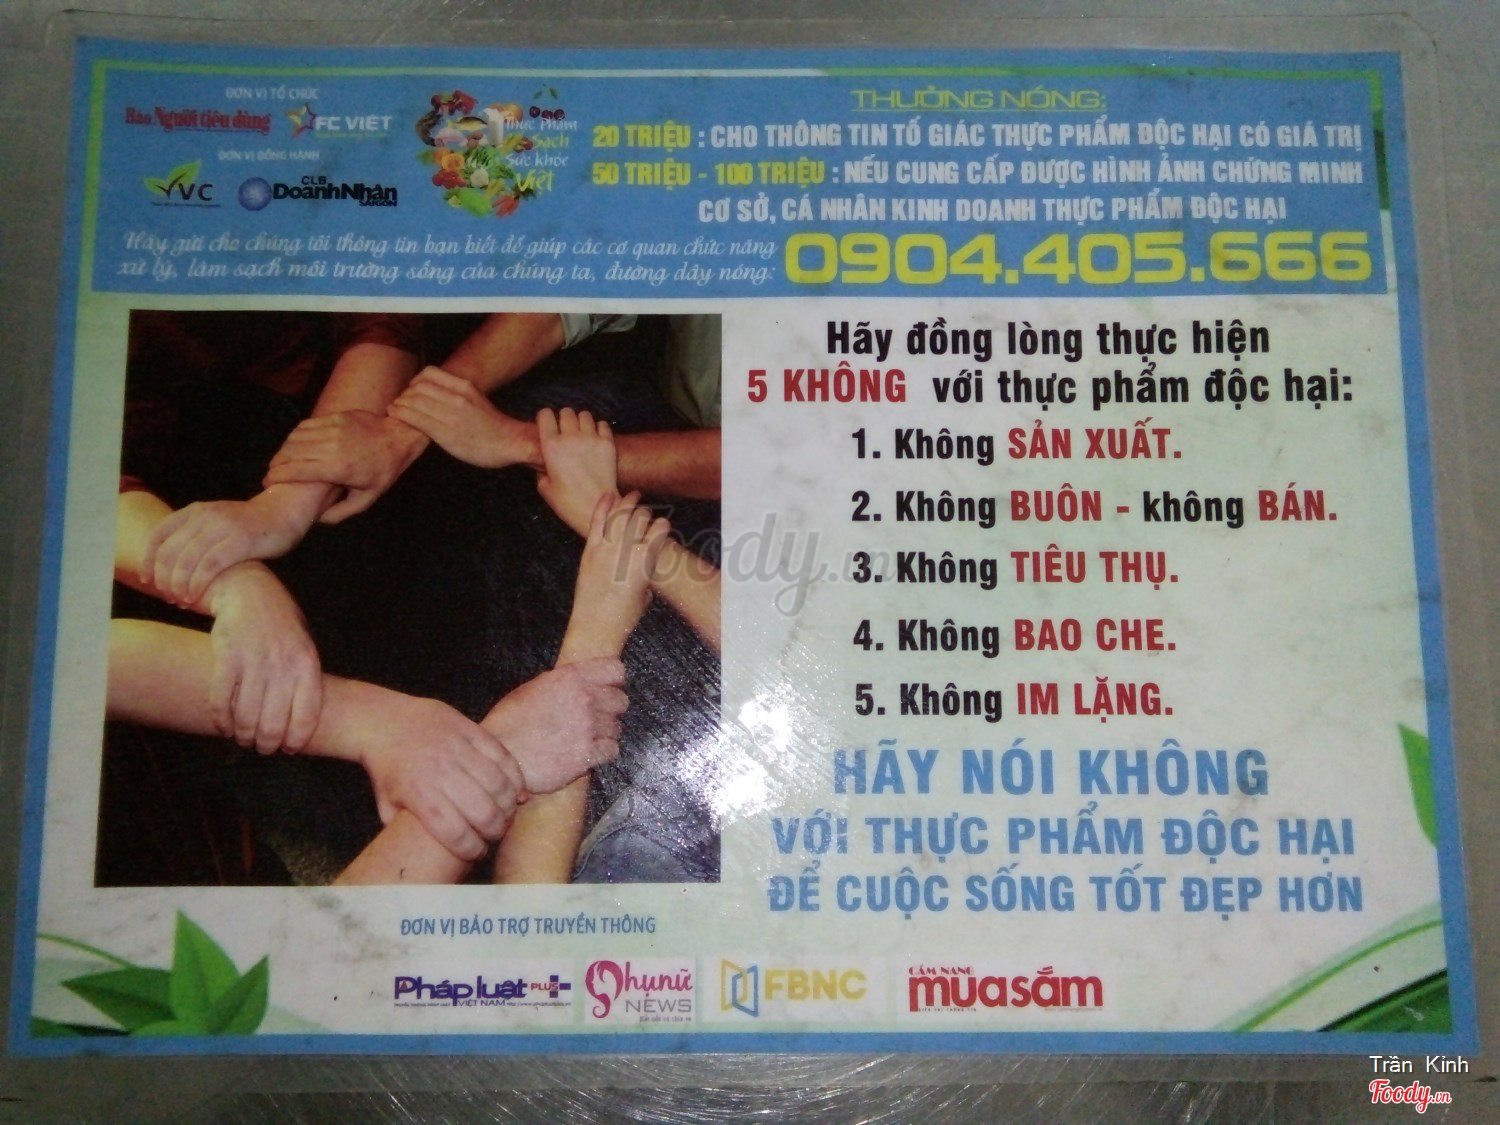 ĐƠN VỊ TỔ CHỨC
Báo Người tiêu dùng
FC VIỆT
ĐƠN VỊ ĐỒNG HÀNH
VVC
CLB
DoanhNhân
SAIGON
Thực Phẩm
Sạch
Sức khỏe
Việt
THƯỞNG NÓNG:
20 TRIỆU : CHO THÔNG TIN TỐ GIÁC THỰC PHẨM ĐỘC HẠI CÓ GIÁ TRỊ
50 TRIỆU - 100 TRIỆU : NẾU CUNG CẤP ĐƯỢC HÌNH ẢNH CHỨNG MINH
CƠ SỞ, CÁ NHÂN KINH DOANH THỰC PHẨM ĐỘC HẠI
Hãy gửi cho chúng tôi thông tin bạn biết để giúp các cơ quan chức năng
xử lý, làm sạch môi trường sống của chúng ta, đường dây nóng:
0904.405.666
Hãy đồng lòng thực hiện
5 KHÔNG với thực phẩm độc hại:
1. Không SẢN XUẤT.
2. Không BUÔN - không BÁN.
3. Không TIÊU THỤ.
4. Không BAO CHE.
5. Không IM LẶNG.
HÃY NÓI KHÔNG
VỚI THỰC PHẨM ĐỘC HẠI
ĐỂ CUỘC SỐNG TỐT ĐẸP HƠN
Foody.vn
ĐƠN VỊ BẢO TRỢ TRUYỀN THÔNG
Pháp luật PLUS
VIỆT NAM
Phụ nữ
NEWS
FBNC
CẨM NANG
mua sắm
Trần Kỉnh
Foody.vn